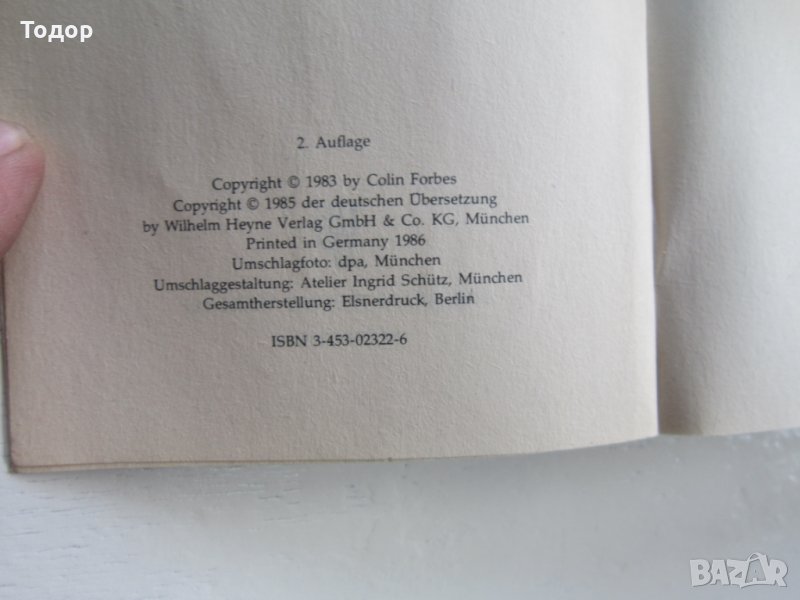 Тодор
2. Auflage
Copyright © 1983 by Colin Forbes
Copyright © 1985 der deutschen Übersetzung
by Wilhelm Heyne Verlag GmbH & Co. KG, München
Printed in Germany 1986
Umschlagfoto: dpa, München
Umschlaggestaltung: Atelier Ingrid Schütz, München
Gesamtherstellung: Elsnerdruck, Berlin
ISBN 3-453-02322-6
BAZAR